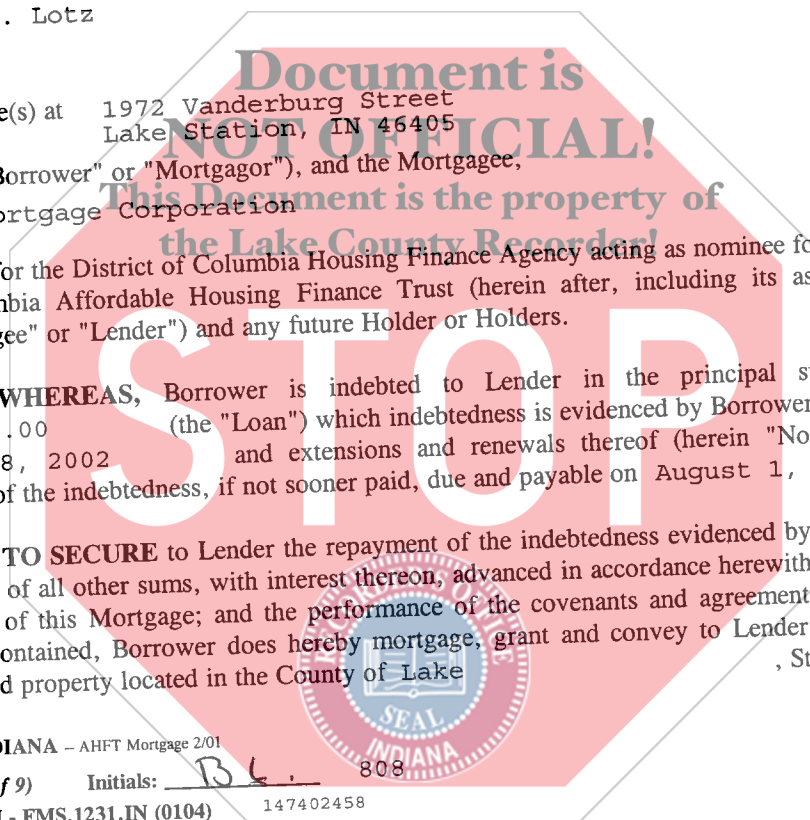 . Lotz
Document is
e(s) at 1972 Vanderburg Street
Lake Station, IN 46405
NOT OFFICIAL!
Borrower" or "Mortgagor"), and the Mortgagee,
This Document is the property of
ortgage Corporation
the Lake County Recorder!
or the District of Columbia Housing Finance Agency acting as nominee fo
mbia Affordable Housing Finance Trust (herein after, including its as
gee" or "Lender") and any future Holder or Holders.
WHEREAS, Borrower is indebted to Lender in the principal s
.00 (the "Loan") which indebtedness is evidenced by Borrower
8, 2002 and extensions and renewals thereof (herein "No
of the indebtedness, if not sooner paid, due and payable on August 1,
STOP
TO SECURE to Lender the repayment of the indebtedness evidenced by
of all other sums, with interest thereon, advanced in accordance herewith
of this Mortgage; and the performance of the covenants and agreement
ontained, Borrower does hereby mortgage, grant and convey to Lender
d property located in the County of Lake , St
RECORDER'S OFFICE
SEAL
INDIANA
DIANA – AHFT Mortgage 2/01
f 9) Initials: B L. 808
- FMS.1231.IN (0104) 147402458